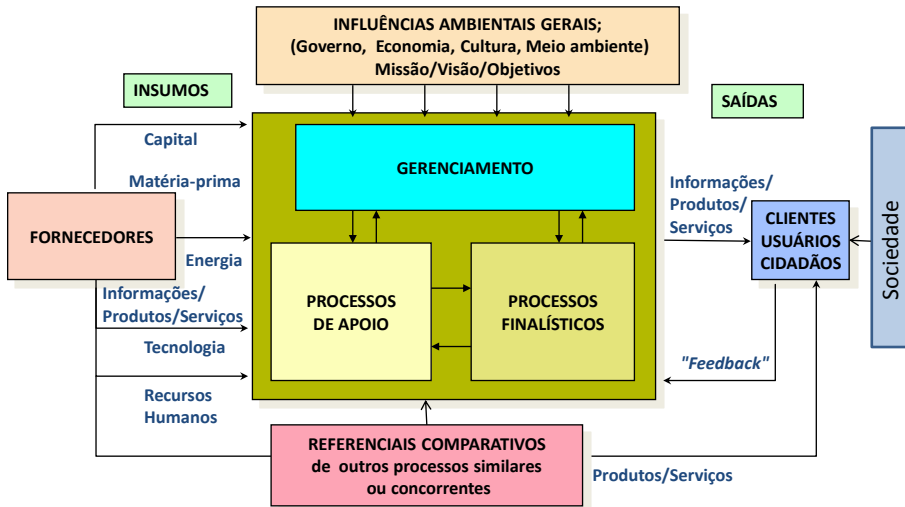 INFLUÊNCIAS AMBIENTAIS GERAIS;
(Governo, Economia, Cultura, Meio ambiente)
Missão/Visão/Objetivos
INSUMOS
SAÍDAS
Capital
Matéria-prima
FORNECEDORES
Energia
Informações/
Produtos/Serviços
Tecnologia
Recursos
Humanos
GERENCIAMENTO
PROCESSOS
DE APOIO
PROCESSOS
FINALÍSTICOS
Informações/
Produtos/
Serviços
CLIENTES
USUÁRIOS
CIDADÃOS
Sociedade
"Feedback"
REFERENCIAIS COMPARATIVOS
de outros processos similares
ou concorrentes
Produtos/Serviços